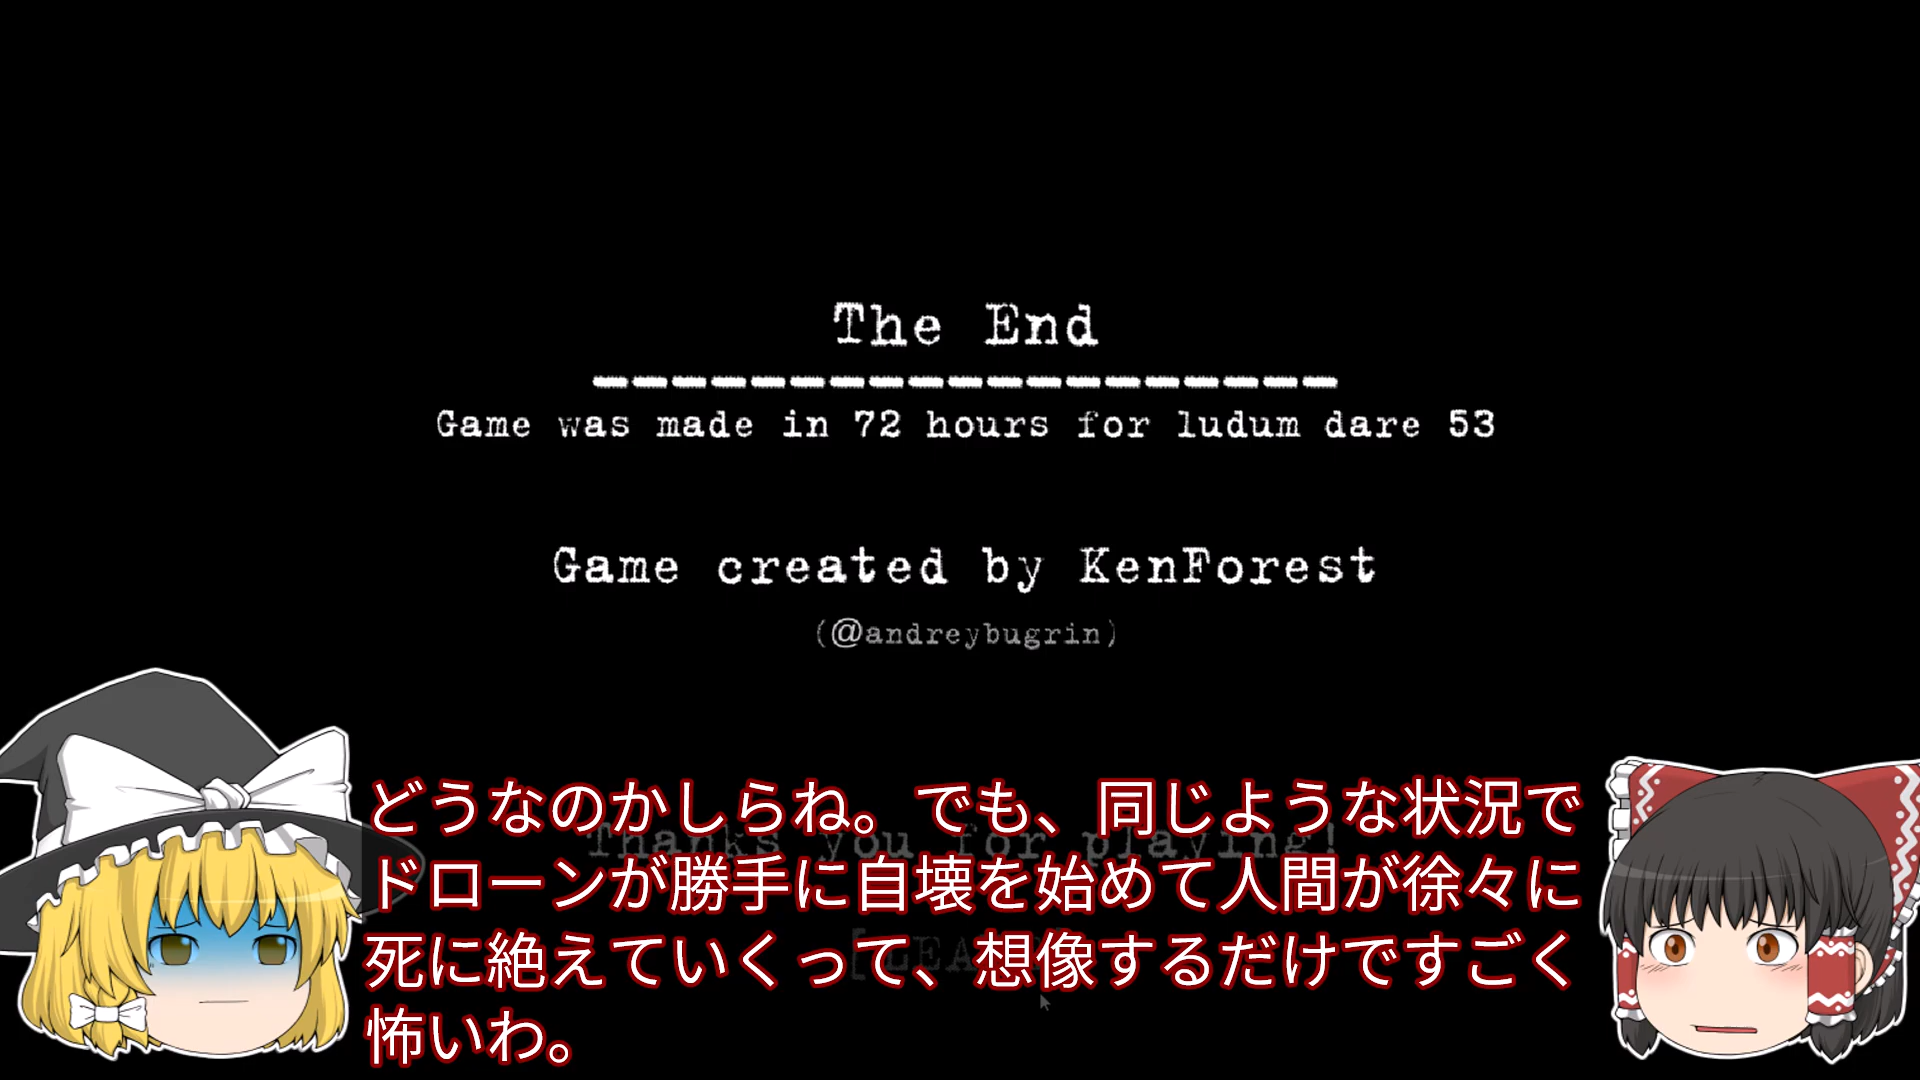 The End
-------------------
Game was made in 72 hours for ludum dare 53
Game created by KenForest
(@andreybugrin)
Thanks you for playing!
どうなのかしらね。でも、同じような状況で
ドローンが勝手に自壊を始めて人間が徐々に
死に絶えていくって、想像するだけですごく
怖いわ。